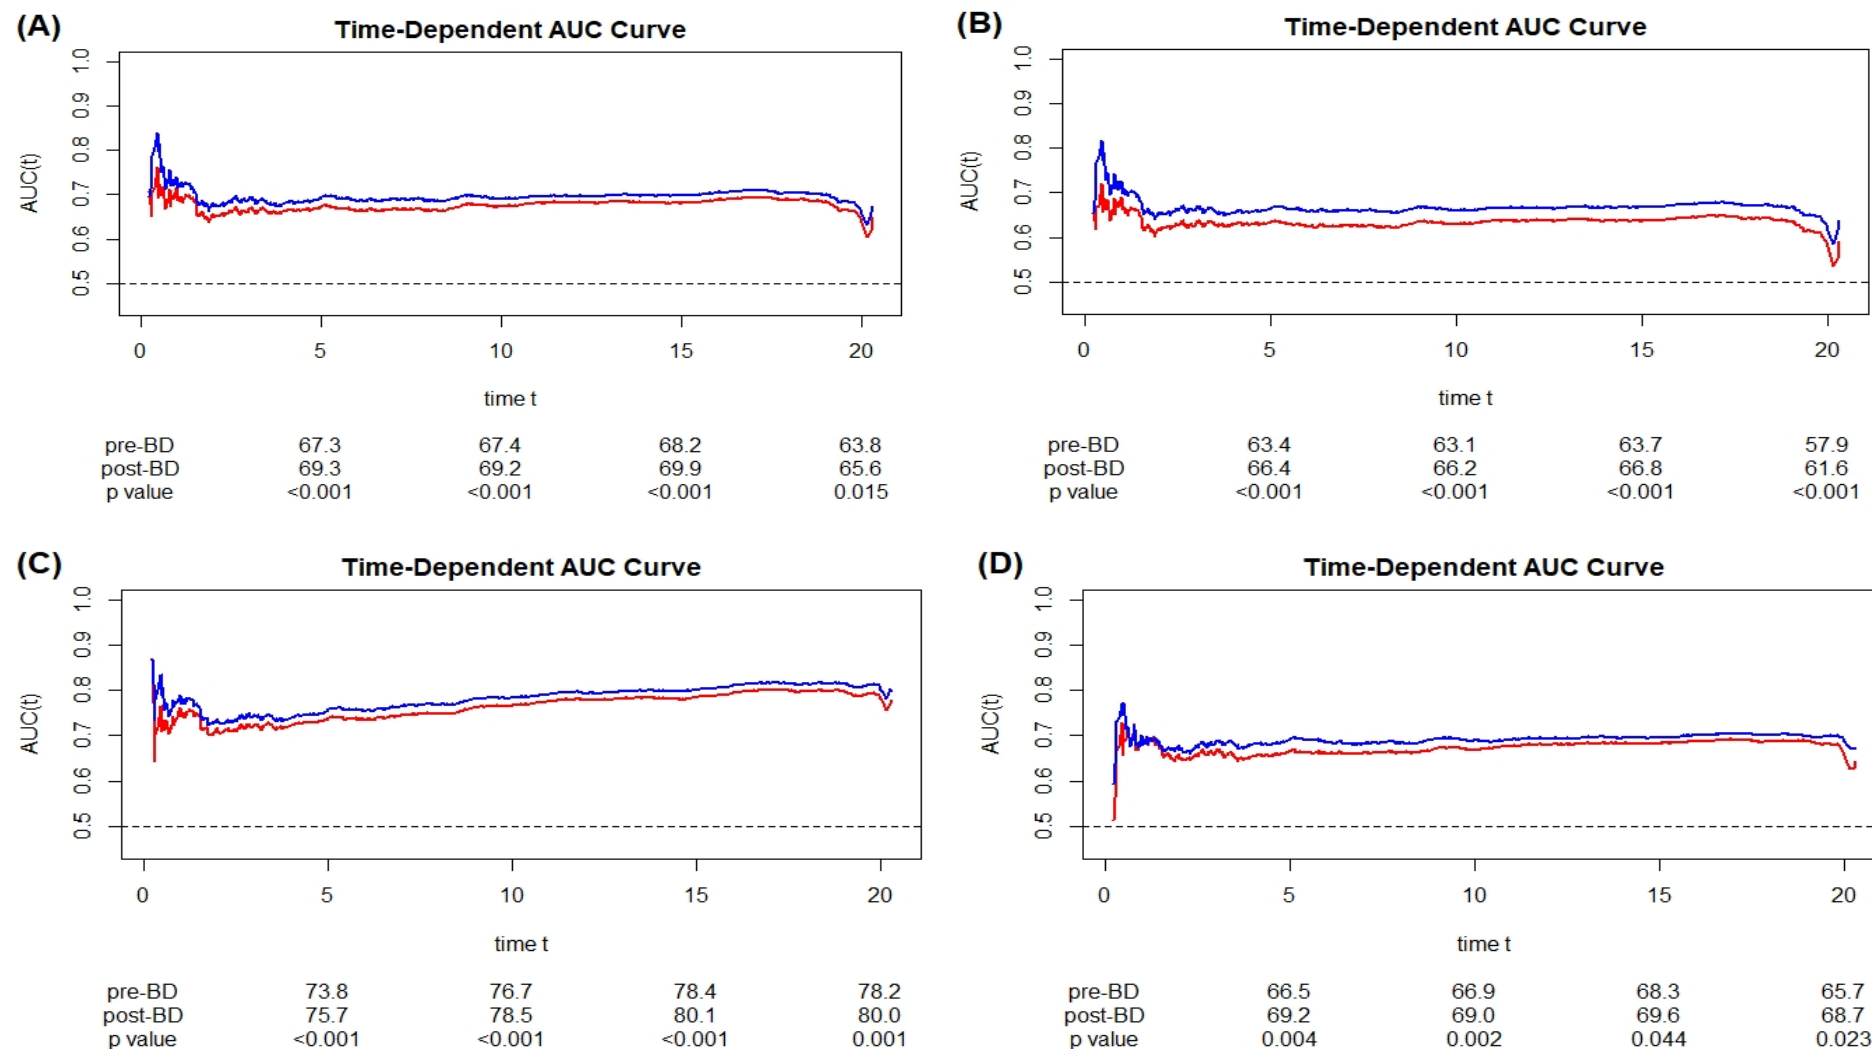 (A)
Time-Dependent AUC Curve
AUC(t)
1.0
0.9
0.8
0.7
0.6
0.5
0 5 10 15 20
time t
pre-BD 67.3 67.4 68.2 63.8
post-BD 69.3 69.2 69.9 65.6
p value <0.001 <0.001 <0.001 0.015
(B)
Time-Dependent AUC Curve
AUC(t)
1.0
0.9
0.8
0.7
0.6
0.5
0 5 10 15 20
time t
pre-BD 63.4 63.1 63.7 57.9
post-BD 66.4 66.2 66.8 61.6
p value <0.001 <0.001 <0.001 <0.001
(C)
Time-Dependent AUC Curve
AUC(t)
1.0
0.9
0.8
0.7
0.6
0.5
0 5 10 15 20
time t
pre-BD 73.8 76.7 78.4 78.2
post-BD 75.7 78.5 80.1 80.0
p value <0.001 <0.001 <0.001 0.001
(D)
Time-Dependent AUC Curve
AUC(t)
1.0
0.9
0.8
0.7
0.6
0.5
0 5 10 15 20
time t
pre-BD 66.5 66.9 68.3 65.7
post-BD 69.2 69.0 69.6 68.7
p value 0.004 0.002 0.044 0.023